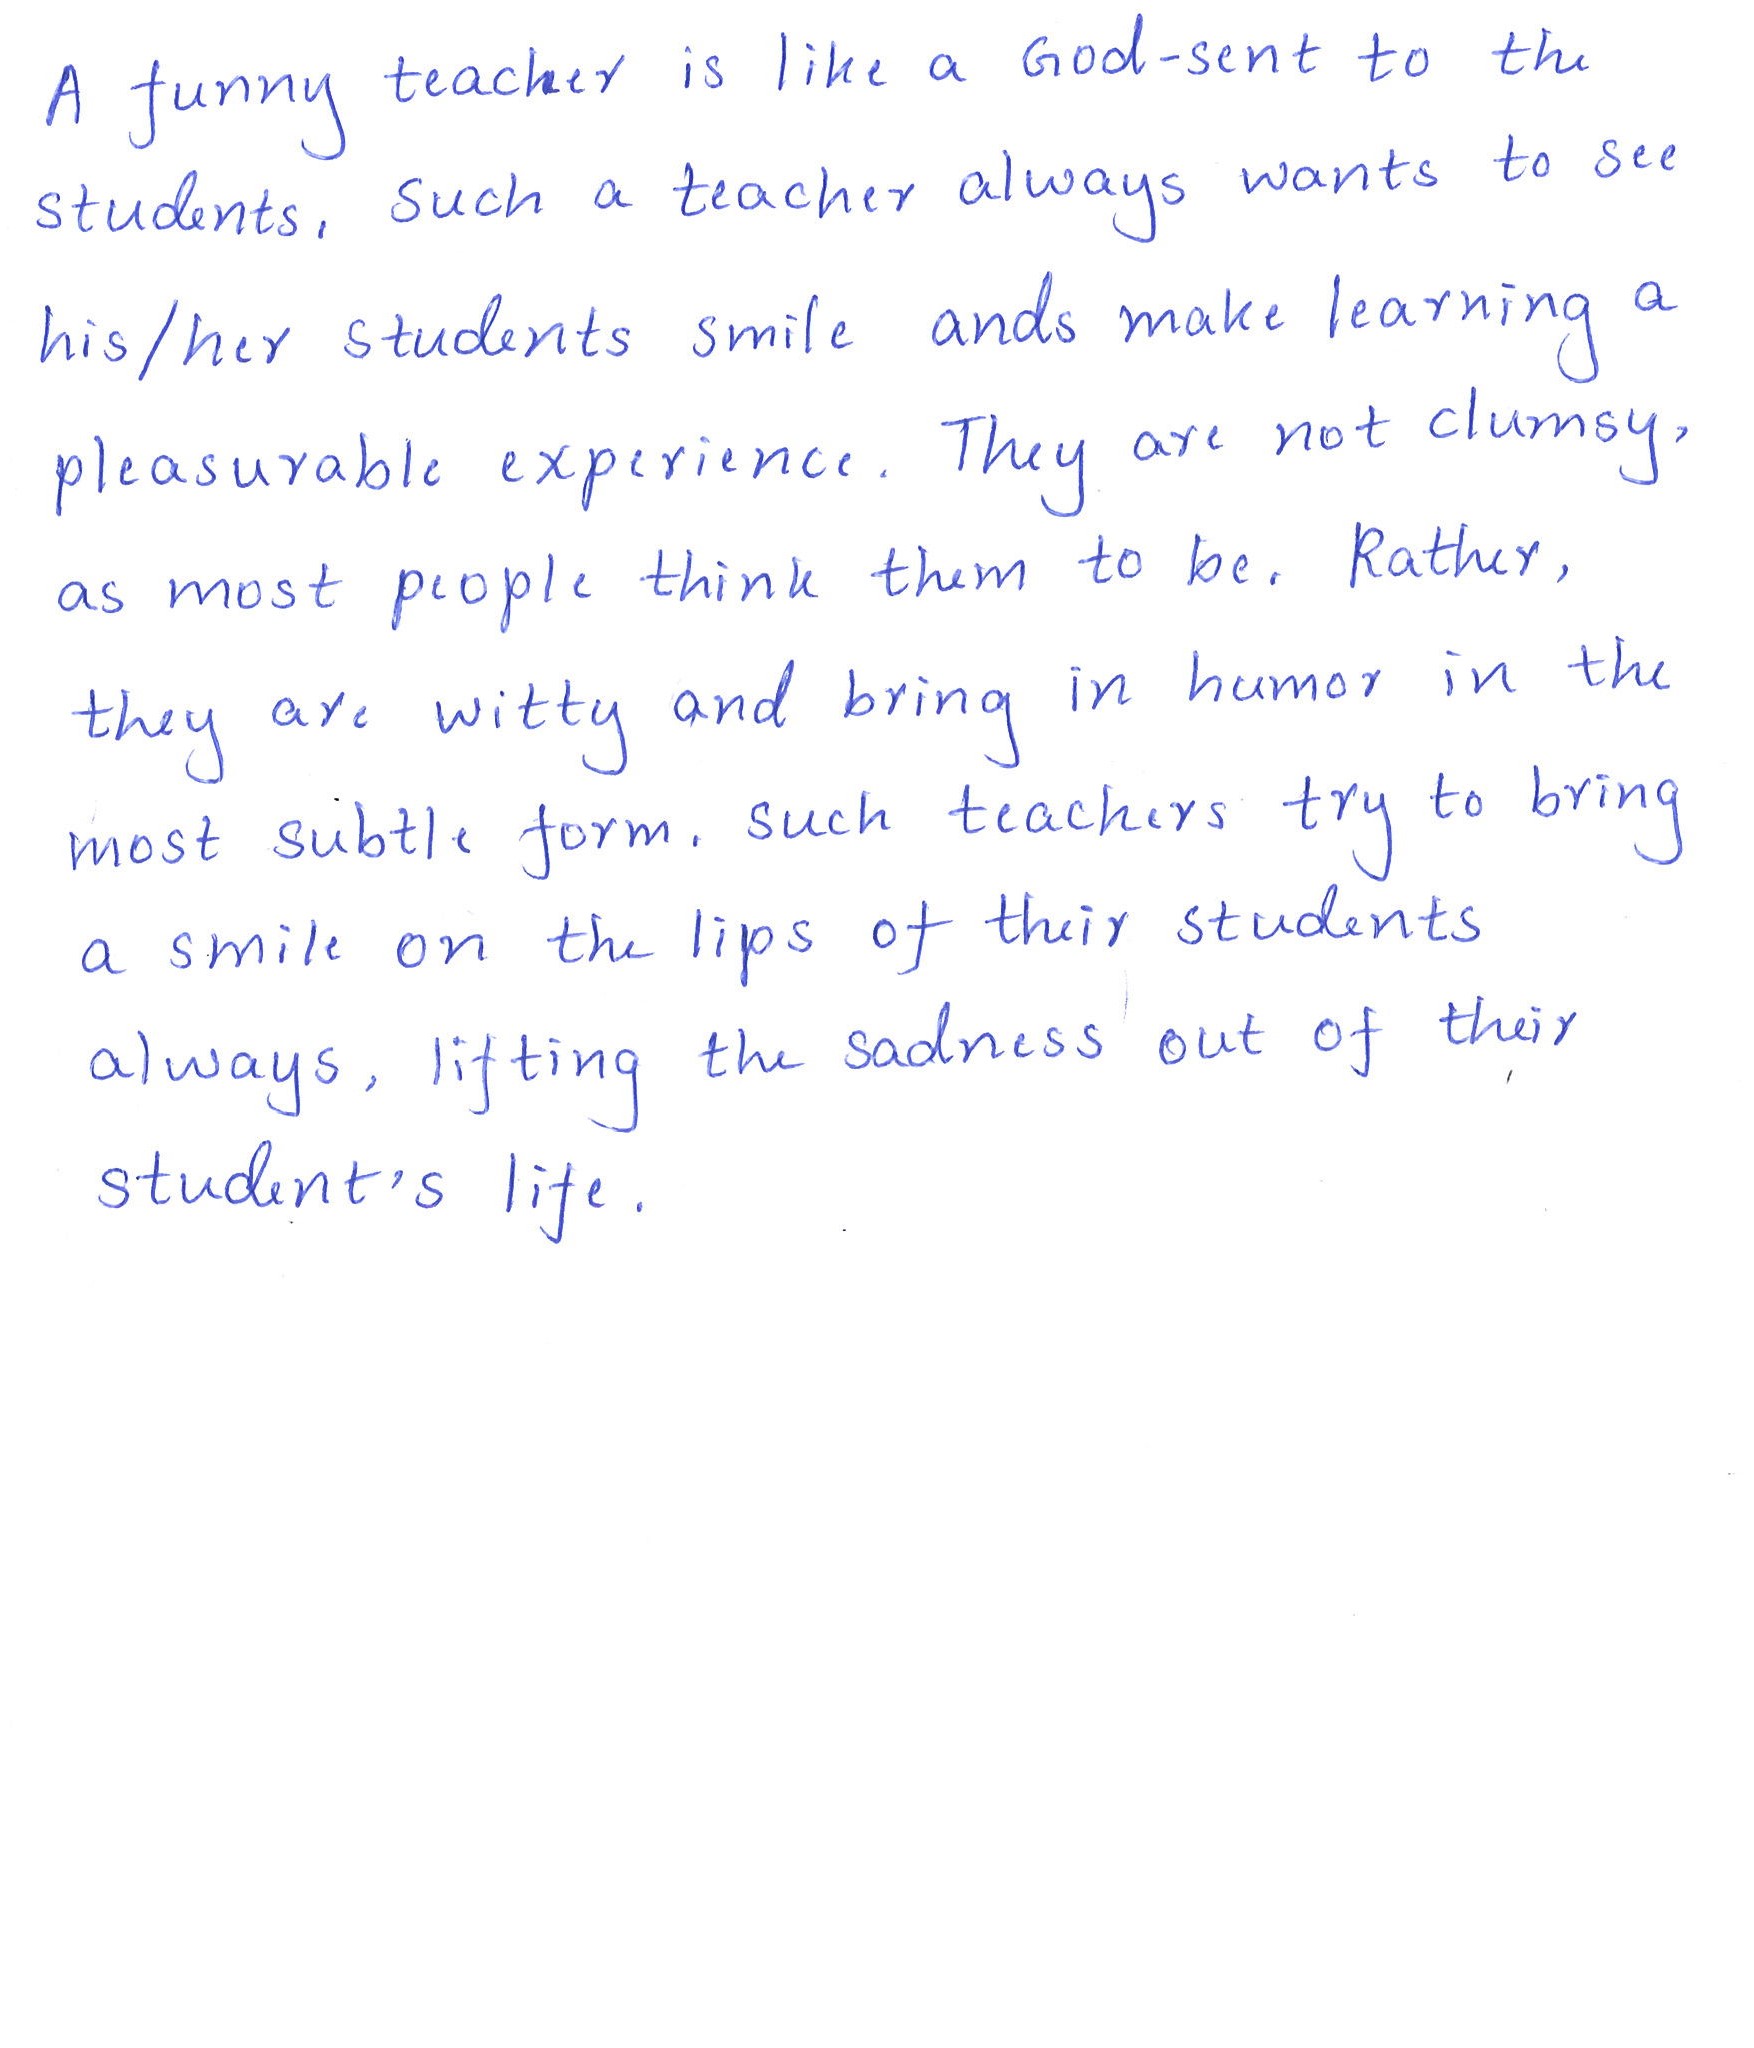 A funny teacher is like a God-sent to the
students. Such a teacher always wants to see
his/her students smile ands make learning a
pleasurable experience. They are not clumsy,
as most people think them to be. Rather,
they are witty and bring in humor in the
most subtle form. Such teachers try to bring
a smile on the lips of their students
always, lifting the sadness out of their
student's life.